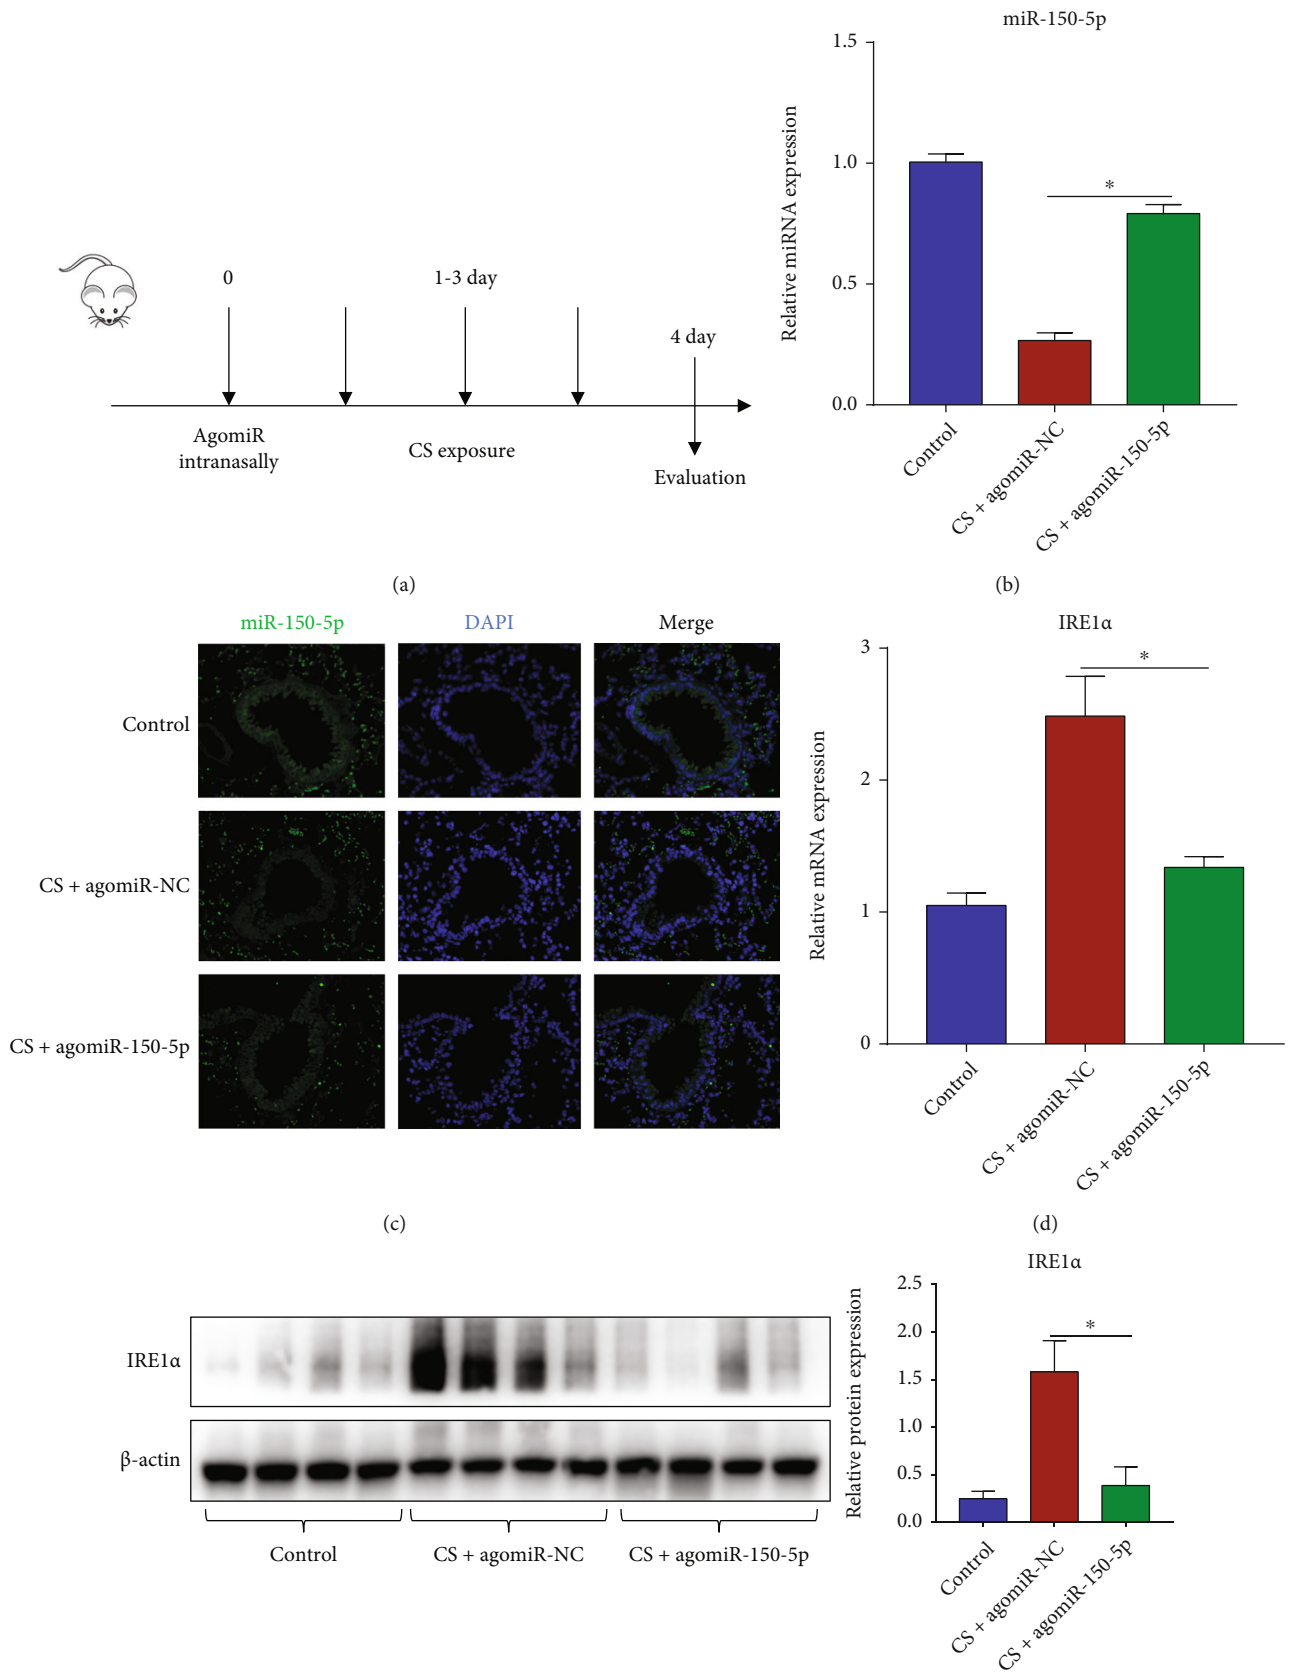 0
1-3 day
4 day
AgomiR
intranasally
CS exposure
Evaluation
(a)
miR-150-5p
Relative miRNA expression
1.5
1.0
0.5
0.0
*
Control
CS + agomiR-NC
CS + agomiR-150-5p
(b)
miR-150-5p
DAPI
Merge
Control
CS + agomiR-NC
CS + agomiR-150-5p
(c)
IRE1α
Relative mRNA expression
3
2
1
0
*
Control
CS + agomiR-NC
CS + agomiR-150-5p
(d)
IRE1α
β-actin
Control
CS + agomiR-NC
CS + agomiR-150-5p
IRE1α
Relative protein expression
2.5
2.0
1.5
1.0
0.5
0.0
*
Control
CS + agomiR-NC
CS + agomiR-150-5p